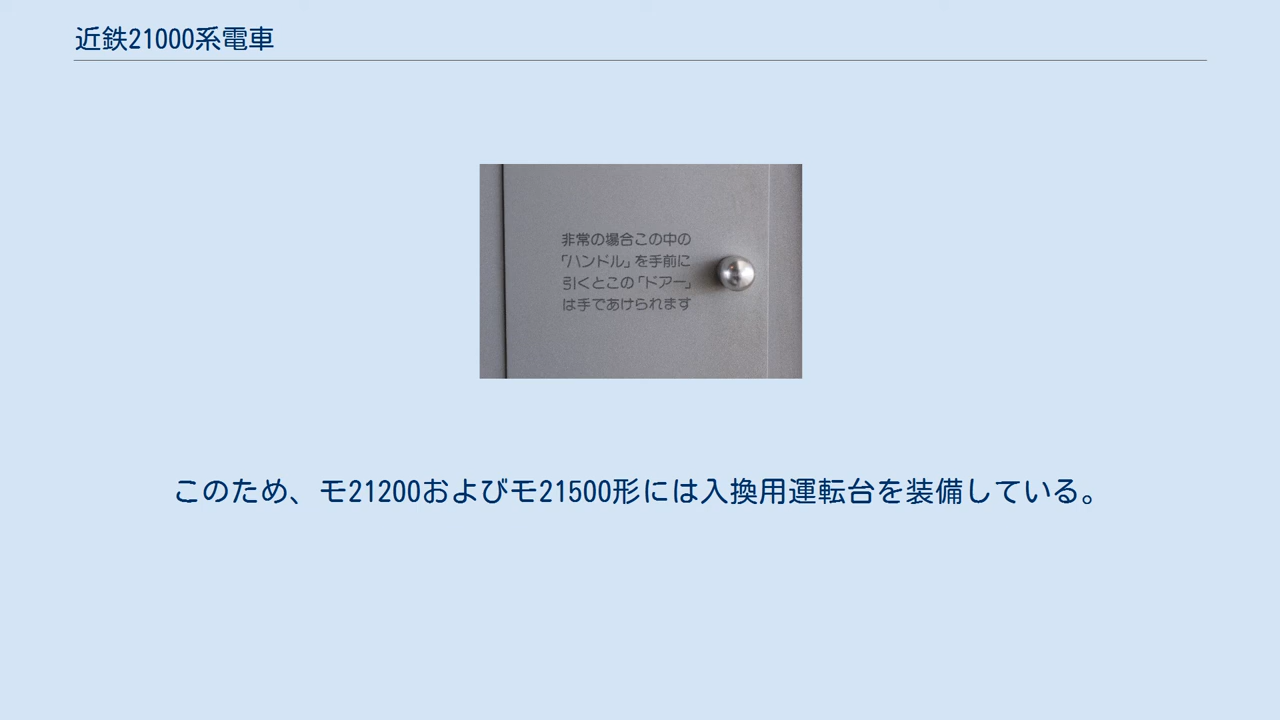 近鉄21000系電車
非常の場合この中の
「ハンドル」を手前に
引くとこの「ドアー」
は手であけられます
このため、モ21200およびモ21500形には入換用運転台を装備している。